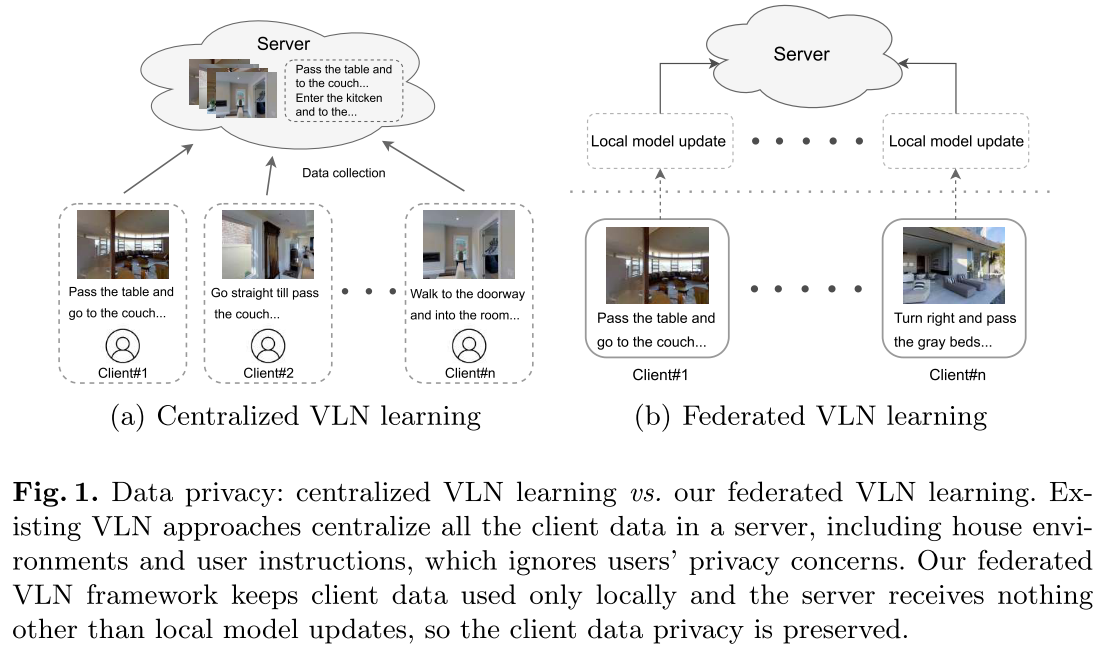 Server
Pass the table and
to the couch...
Enter the kitcken
and to the...
Data collection
Pass the table and
go to the couch...
Client#1
Go straight till pass
the couch...
Client#2
Walk to the doorway
and into the room...
Client#n
(a) Centralized VLN learning
Server
Local model update
Local model update
Pass the table and
go to the couch...
Client#1
Turn right and pass
the gray beds...
Client#n
(b) Federated VLN learning
Fig. 1. Data privacy: centralized VLN learning vs. our federated VLN learning. Ex-
isting VLN approaches centralize all the client data in a server, including house envi-
ronments and user instructions, which ignores users’ privacy concerns. Our federated
VLN framework keeps client data used only locally and the server receives nothing
other than local model updates, so the client data privacy is preserved.